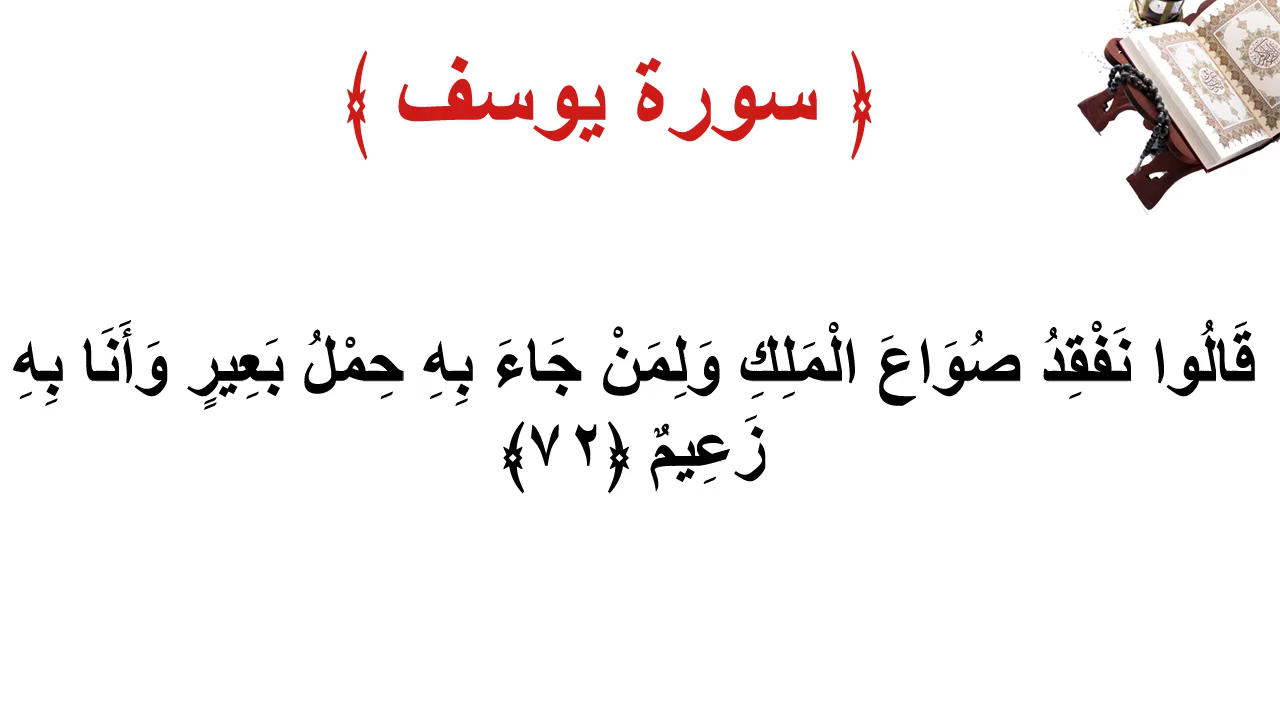 ﴿ سورة يوسف ﴾
قَالُوا نَفْقِدُ صُوَاعَ الْمَلِكِ وَلِمَنْ جَاءَ بِهِ حِمْلُ بَعِيرٍ وَأَنَا بِهِ
زَعِيمٌ ﴿٧٢﴾